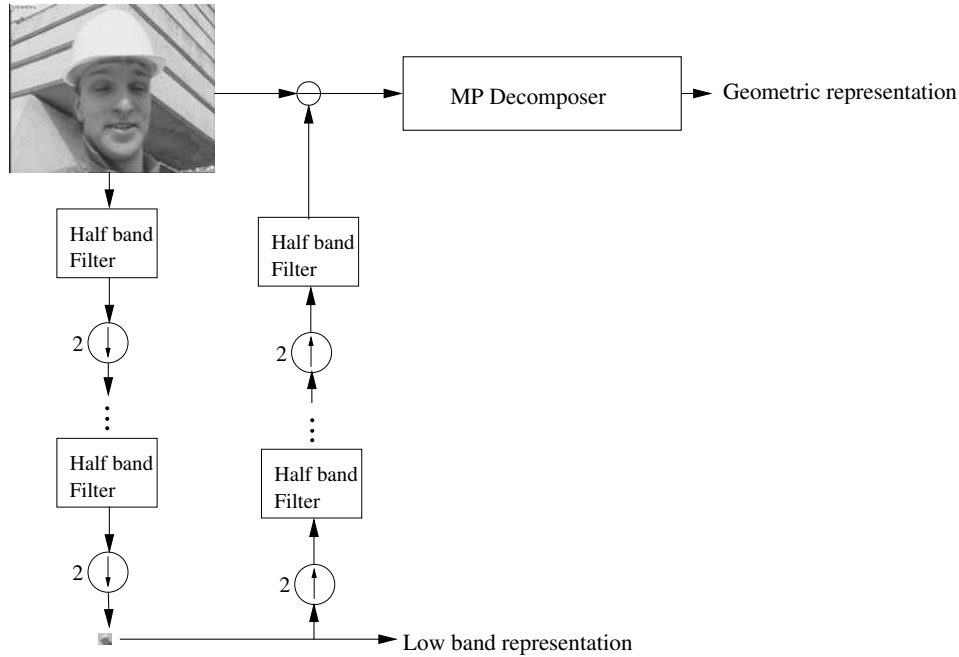 MP Decomposer
Geometric representation
Half band
Filter
2
Half band
Filter
2
Half band
Filter
2
Half band
Filter
2
Low band representation